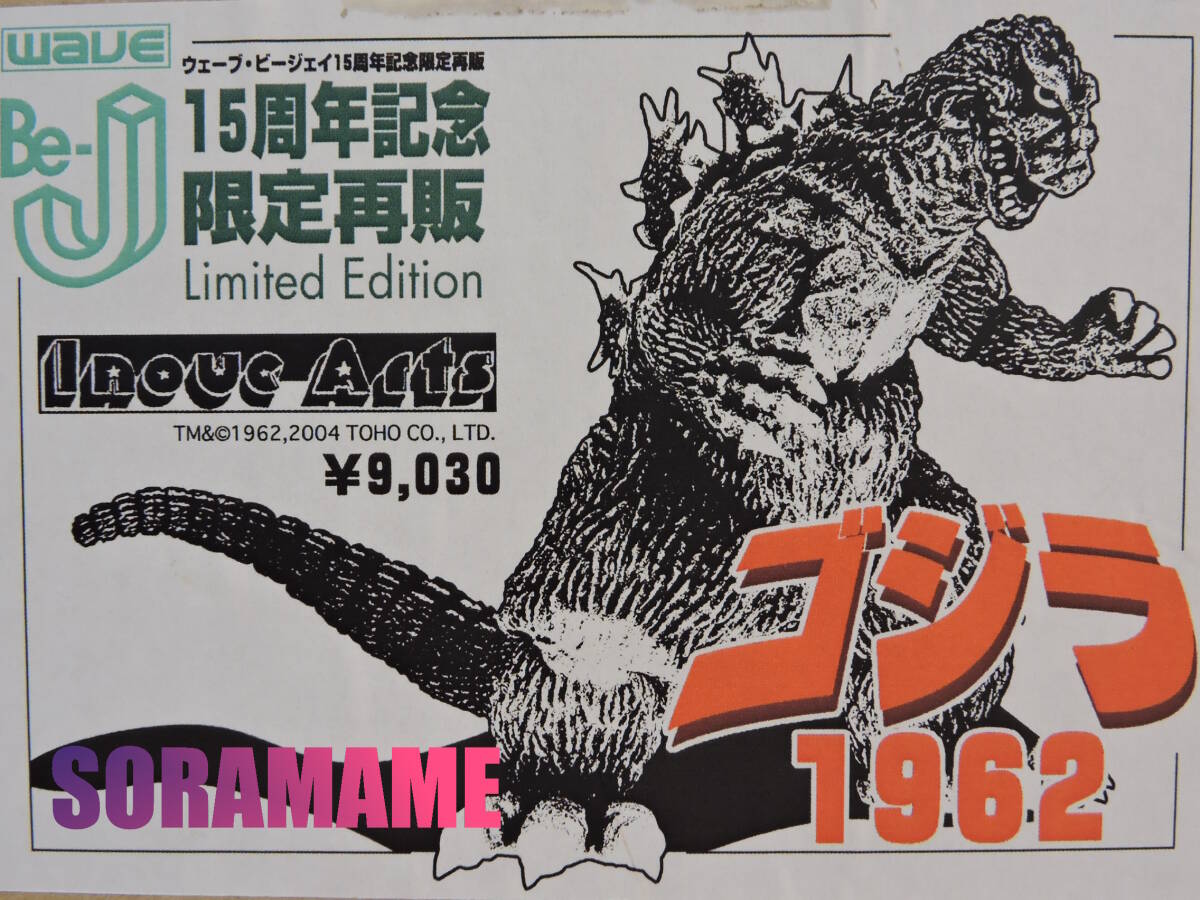 wave
Be-J
ウェーブ・ビージェイ15周年記念限定再販
15周年記念
限定再販
Limited Edition
Inoue Arts
TM&©1962,2004 TOHO CO., LTD.
¥9,030
ゴジラ
1962
SORAMAME